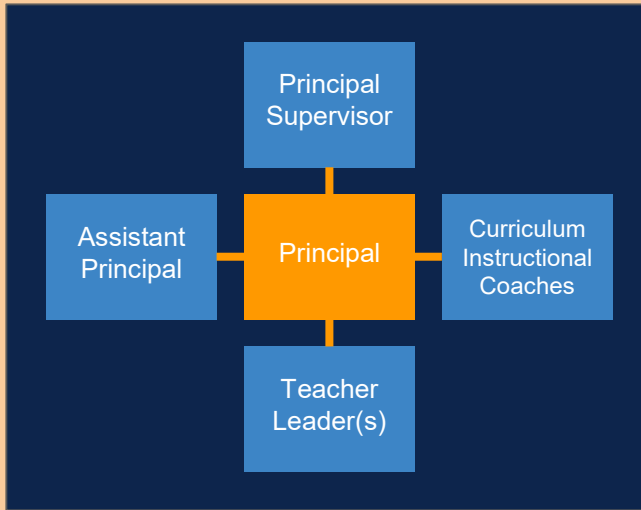 Principal
Supervisor
Assistant
Principal
Principal
Curriculum
Instructional
Coaches
Teacher
Leader(s)